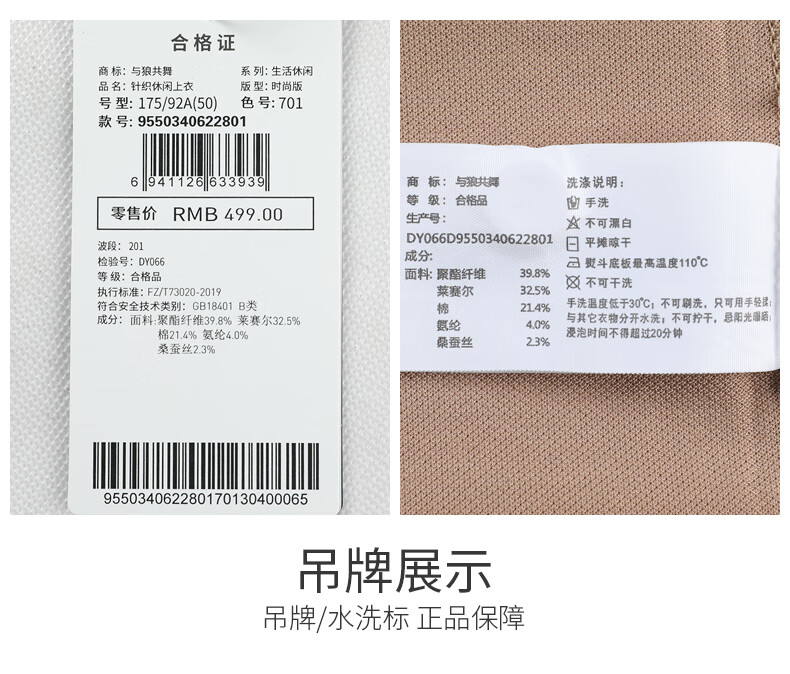 合格证
商标：与狼共舞 系列：生活休闲
品名：针织休闲上衣 版型：时尚版
号型：175/92A(50) 色号：701
款号：9550340622801
6 941126 633939
零售价 RMB 499.00
波段：201
检验号：DY066
等级：合格品
执行标准：FZ/T73020-2019
符合安全技术类别：GB18401 B类
成分：面料:聚酯纤维39.8% 莱赛尔32.5%
棉21.4% 氨纶4.0%
桑蚕丝2.3%
955034062280170130400065
商 标：与狼共舞
等 级：合格品
生产号：
DY066D9550340622801
成分:
面料: 聚酯纤维 39.8%
莱赛尔 32.5%
棉 21.4%
氨纶 4.0%
桑蚕丝 2.3%
洗涤说明：
手洗
不可漂白
平摊晾干
熨斗底板最高温度110℃
不可干洗
手洗温度低于30℃；不可刷洗，只可用手轻揉；
与其它衣物分开水洗；不可拧干，忌阳光曝晒；
浸泡时间不得超过20分钟
吊牌展示
吊牌/水洗标 正品保障